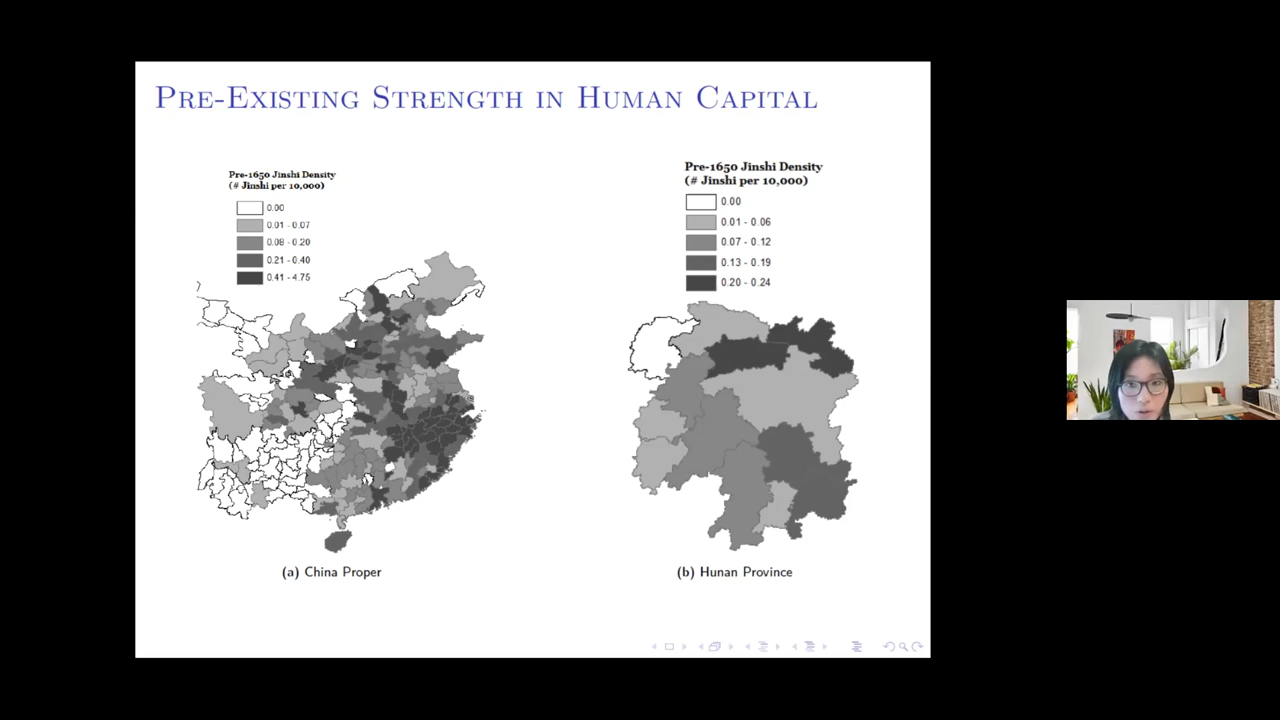 Pre-Existing Strength in Human Capital
Pre-1650 Jinshi Density
(# Jinshi per 10,000)
0.00
0.01 - 0.07
0.08 - 0.20
0.21 - 0.40
0.41 - 4.75
(a) China Proper
Pre-1650 Jinshi Density
(# Jinshi per 10,000)
0.00
0.01 - 0.06
0.07 - 0.12
0.13 - 0.19
0.20 - 0.24
(b) Hunan Province